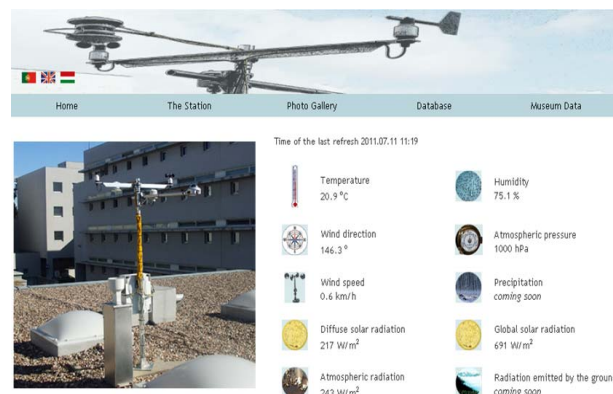 Home The Station Photo Gallery Database Museum Data
Time of the last refresh 2011.07.11 11:19
Temperature
20.9 °C
Humidity
75.1 %
Wind direction
146.3 °
Atmospheric pressure
1000 hPa
Wind speed
0.6 km/h
Precipitation
coming soon
Diffuse solar radiation
217 W/m²
Global solar radiation
691 W/m²
Atmospheric radiation
243 W/m²
Radiation emitted by the groun
coming soon